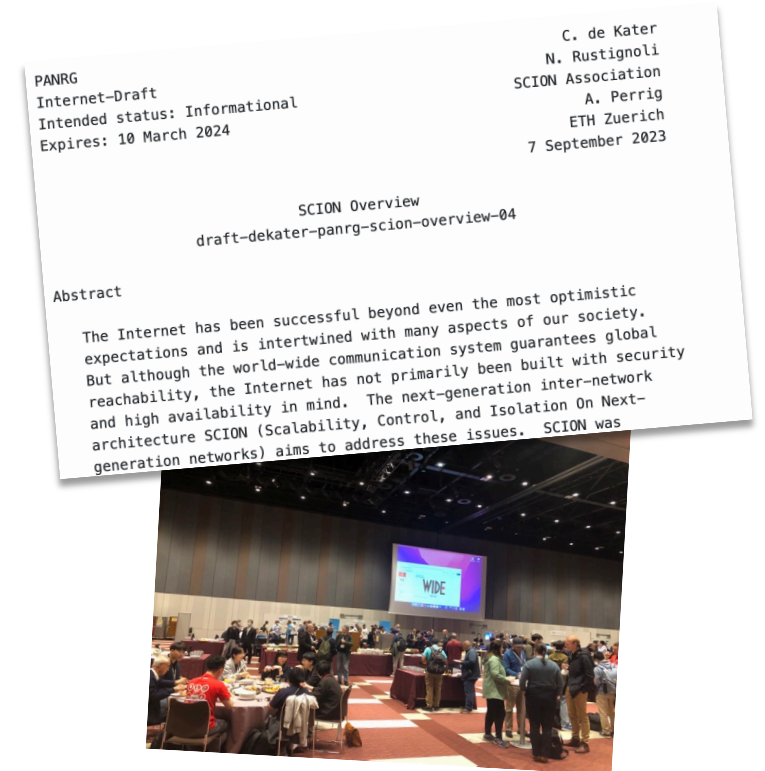 PANRG
Internet-Draft
Intended status: Informational
Expires: 10 March 2024
C. de Kater
N. Rustignoli
SCION Association
A. Perrig
ETH Zuerich
7 September 2023
SCION Overview
draft-dekater-panrg-scion-overview-04
Abstract
The Internet has been successful beyond even the most optimistic
expectations and is intertwined with many aspects of our society.
But although the world-wide communication system guarantees global
reachability, the Internet has not primarily been built with security
and high availability in mind.  The next-generation inter-network
architecture SCION (Scalability, Control, and Isolation On Next-
generation networks) aims to address these issues.  SCION was
WIDE